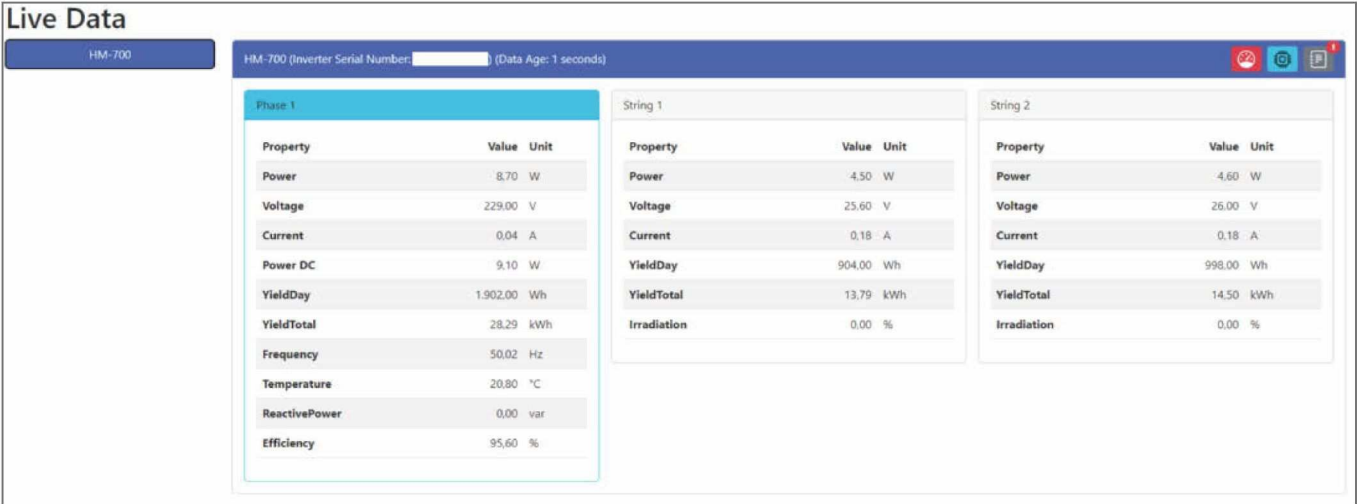 Live Data
HM-700
HM-700 (Inverter Serial Number: ) (Data Age: 1 seconds)
1
Phase 1
Property Value Unit
Power 8,70 W
Voltage 229,00 V
Current 0,04 A
Power DC 9,10 W
YieldDay 1.902,00 Wh
YieldTotal 28,29 kWh
Frequency 50,02 Hz
Temperature 20,80 °C
ReactivePower 0,00 var
Efficiency 95,60 %
String 1
Property Value Unit
Power 4,50 W
Voltage 25,60 V
Current 0,18 A
YieldDay 904,00 Wh
YieldTotal 13,79 kWh
Irradiation 0,00 %
String 2
Property Value Unit
Power 4,60 W
Voltage 26,00 V
Current 0,18 A
YieldDay 998,00 Wh
YieldTotal 14,50 kWh
Irradiation 0,00 %